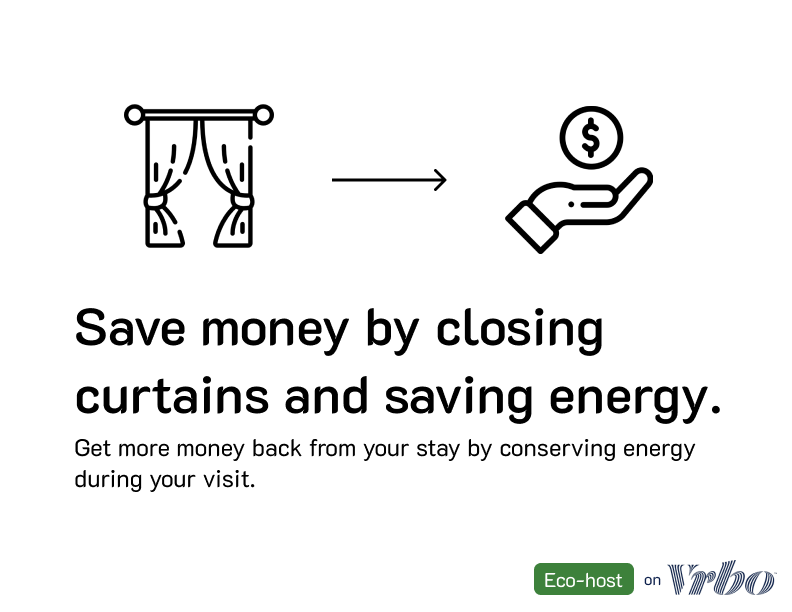 $
Save money by closing
curtains and saving energy.
Get more money back from your stay by conserving energy
during your visit.
Eco-host on Vrbo™